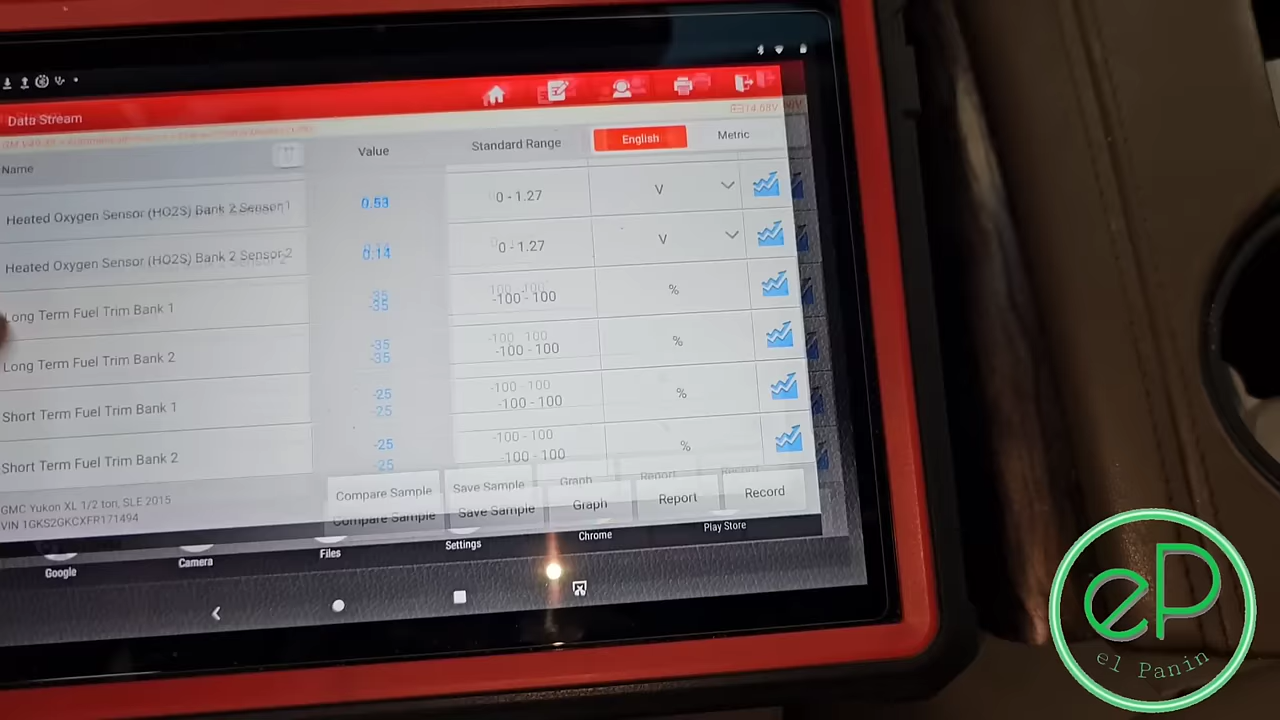 Data Stream
14.68V
Name
Value
Standard Range
English
Metric
Heated Oxygen Sensor (HO2S) Bank 2 Sensor 1
0.53
0 - 1.27
V
Heated Oxygen Sensor (HO2S) Bank 2 Sensor 2
0.14
0 - 1.27
V
Long Term Fuel Trim Bank 1
-35
-100 - 100
%
Long Term Fuel Trim Bank 2
-35
-100 - 100
%
Short Term Fuel Trim Bank 1
-25
-100 - 100
%
Short Term Fuel Trim Bank 2
-25
-100 - 100
%
GMC Yukon XL 1/2 ton, SLE 2015
VIN 1GKS2GKCXFR171494
Compare Sample
Save Sample
Graph
Report
Record
Google
Camera
Files
Settings
Chrome
Play Store
eP
el Panin